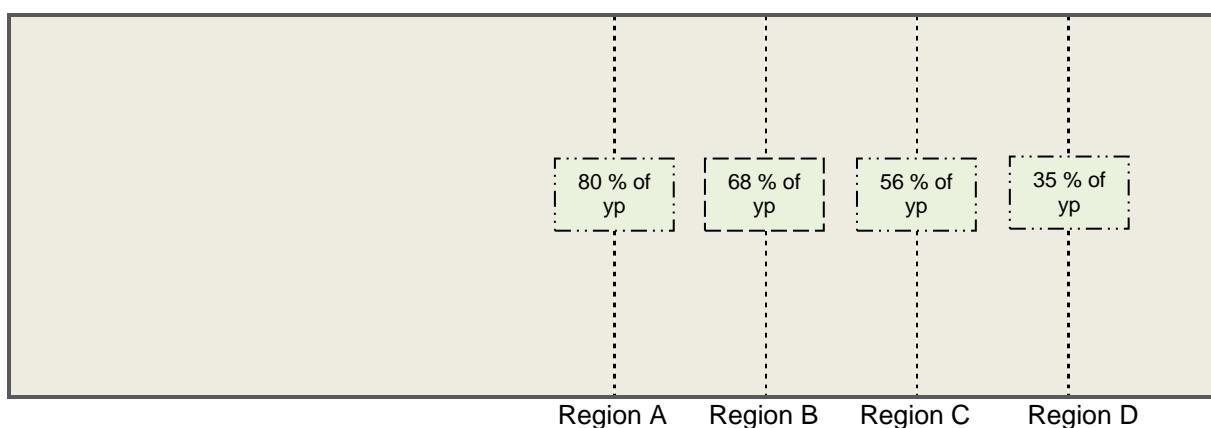 80 % of
yp
68 % of
yp
56 % of
yp
35 % of
yp
Region A
Region B
Region C
Region D